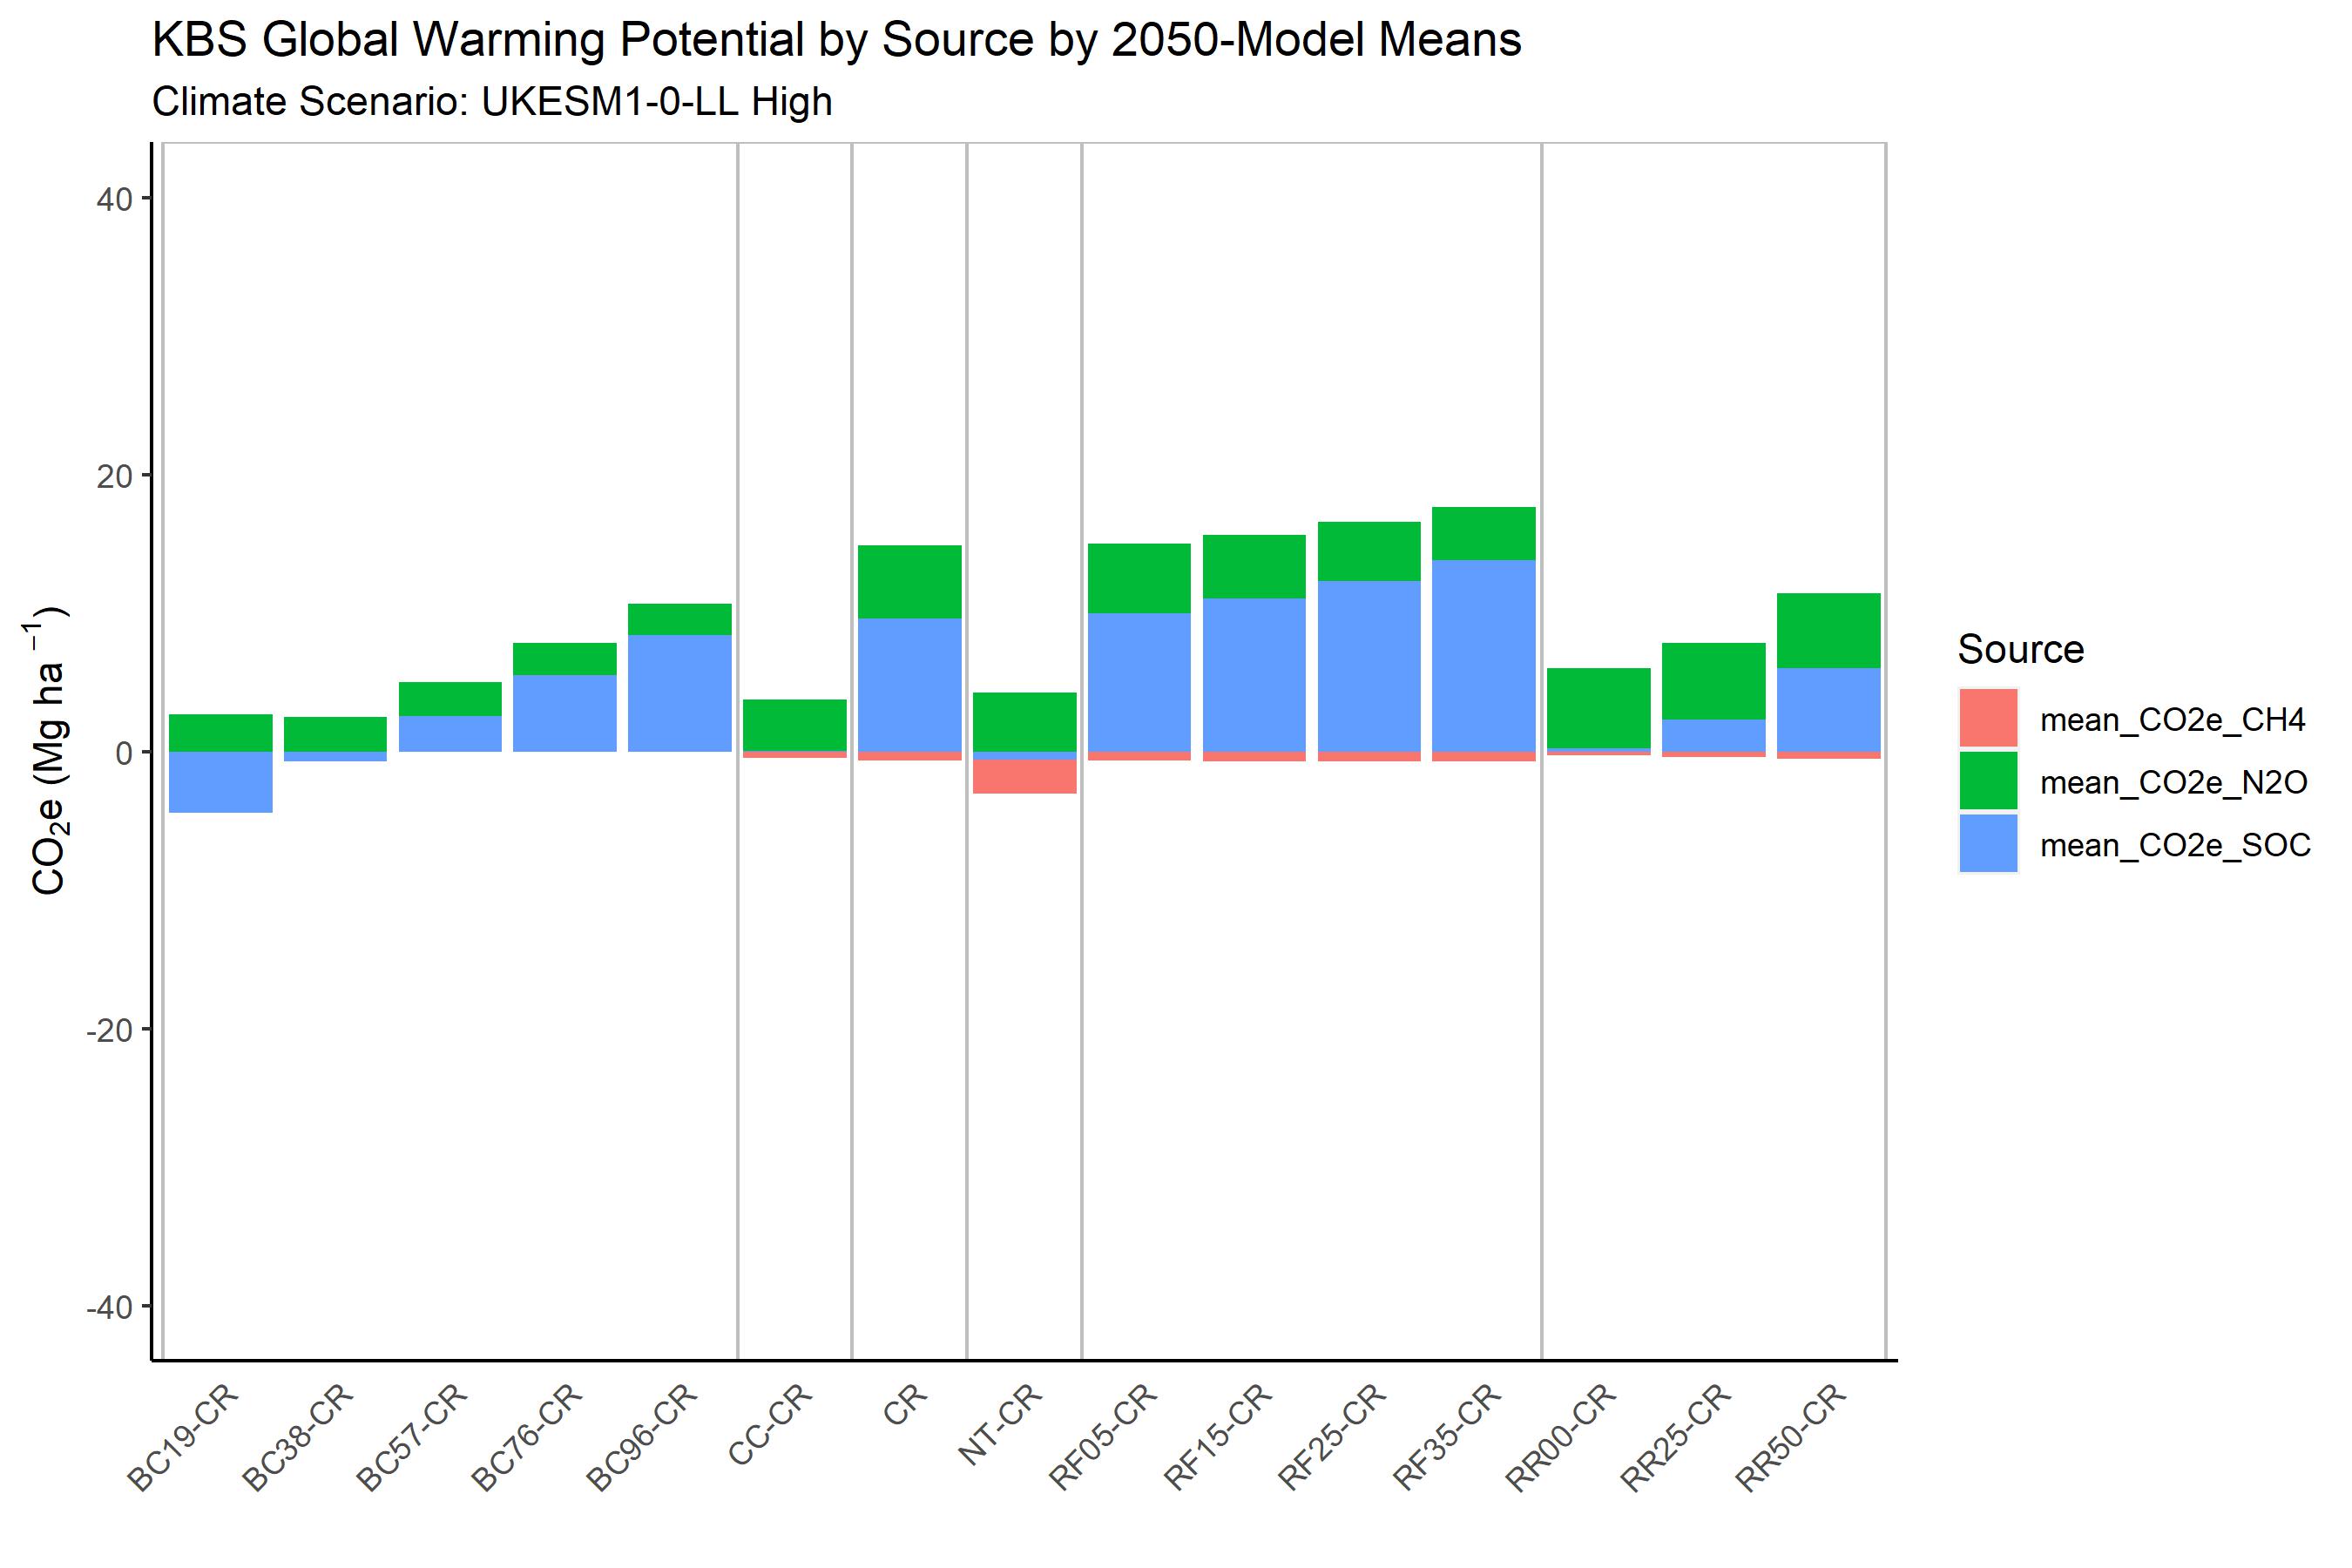 KBS Global Warming Potential by Source by 2050-Model Means
Climate Scenario: UKESM1-0-LL High
CO₂e (Mg ha ⁻¹)
40
20
0
-20
-40
BC19-CR
BC38-CR
BC57-CR
BC76-CR
BC96-CR
CC-CR
CR
NT-CR
RF05-CR
RF15-CR
RF25-CR
RF35-CR
RR00-CR
RR25-CR
RR50-CR
Source
mean_CO2e_CH4
mean_CO2e_N2O
mean_CO2e_SOC